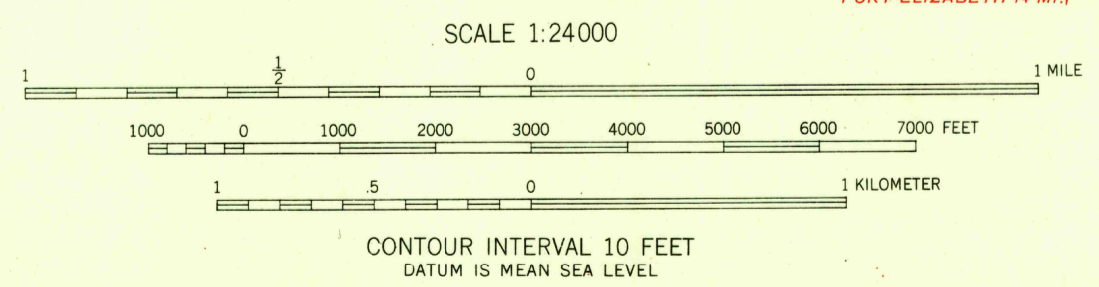 SCALE 1:24000
1 1/2 0 1 MILE
1000 0 1000 2000 3000 4000 5000 6000 7000 FEET
1 .5 0 1 KILOMETER
CONTOUR INTERVAL 10 FEET
DATUM IS MEAN SEA LEVEL